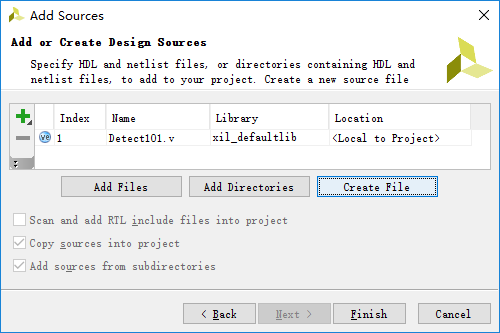 Add Sources
Add or Create Design Sources
Specify HDL and netlist files, or directories containing HDL and
netlist files, to add to your project. Create a new source file
Index Name Library Location
ve 1 Detect101.v xil_defaultlib <Local to Project>
Add Files Add Directories Create File
Scan and add RTL include files into project
Copy sources into project
Add sources from subdirectories
< Back Next > Finish Cancel